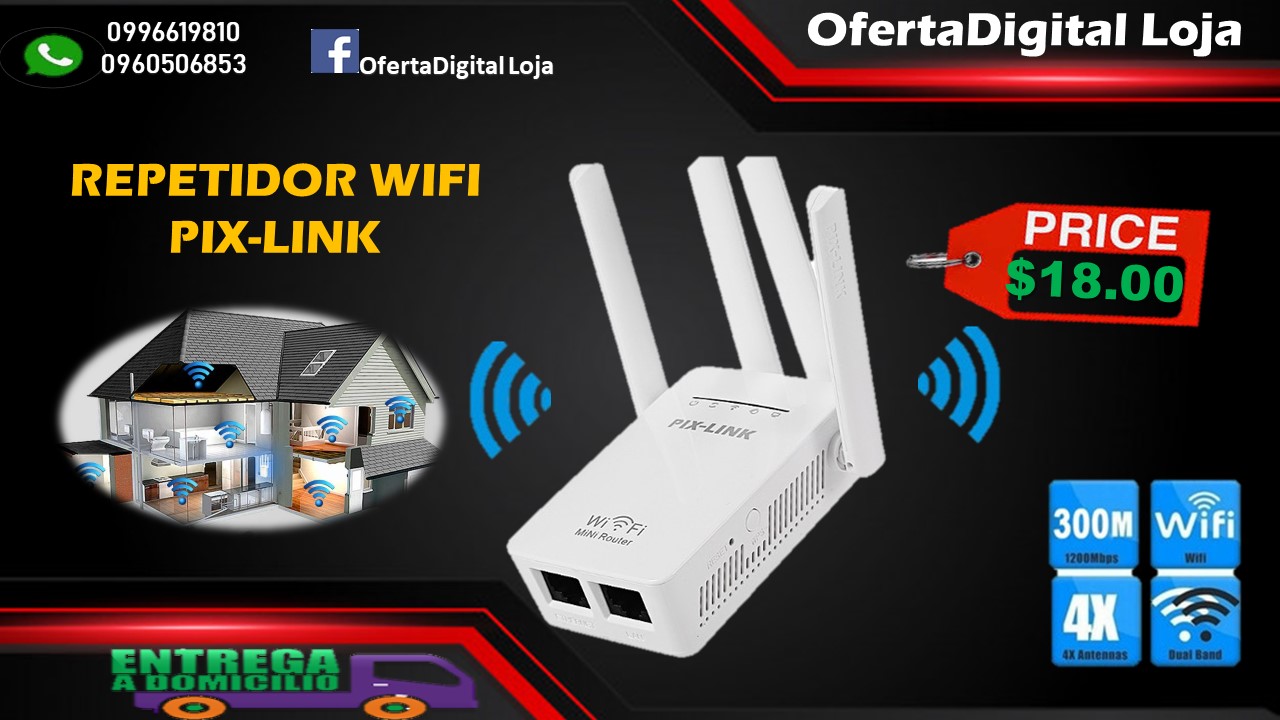 0996619810
0960506853
OfertaDigital Loja
OfertaDigital Loja
REPETIDOR WIFI
PIX-LINK
PRICE
$18.00
PIX-LINK
WiFi
MiNi Router
300M
1200Mbps
WiFi
Wifi
4X
4X Antennas
Dual Band
ENTREGA
A DOMICILIO